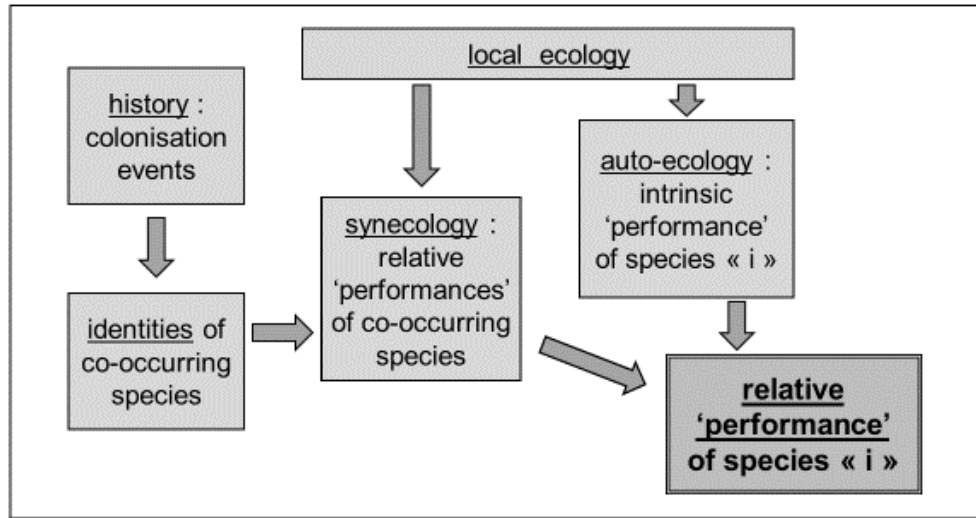 local ecology
history :
colonisation
events
auto-ecology :
intrinsic
‘performance’
of species « i »
synecology :
relative
‘performances’
of co-occurring
species
identities of
co-occurring
species
relative
‘performance’
of species « i »